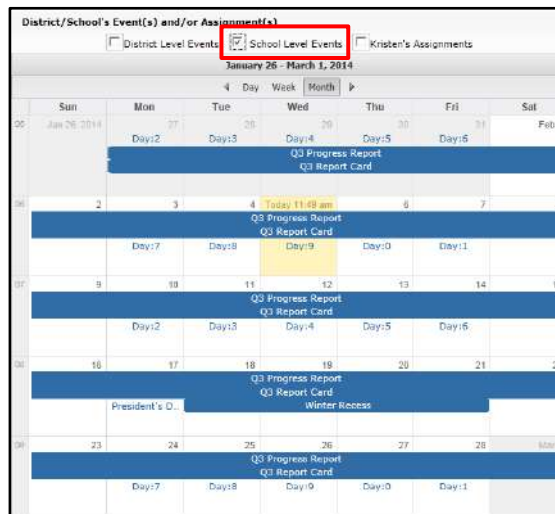 District/School's Event(s) and/or Assignment(s)
District Level Events School Level Events Kristen's Assignments
January 26 - March 1, 2014
Day Week Month
Sun Mon Tue Wed Thu Fri Sat
05 Jan 26, 2014 27 28 29 30 31 Feb
Day:2 Day:3 Day:4 Day:5 Day:6
Q3 Progress Report
Q3 Report Card
06 2 3 4 Today 11:49 am 6 7
Q3 Progress Report
Q3 Report Card
Day:7 Day:8 Day:9 Day:0 Day:1
07 9 10 11 12 13 14
Q3 Progress Report
Q3 Report Card
Day:2 Day:3 Day:4 Day:5 Day:6
08 16 17 18 19 20 21
Q3 Progress Report
Q3 Report Card
President's D... Winter Recess
09 23 24 25 26 27 28
Q3 Progress Report
Q3 Report Card
Day:7 Day:8 Day:9 Day:0 Day:1